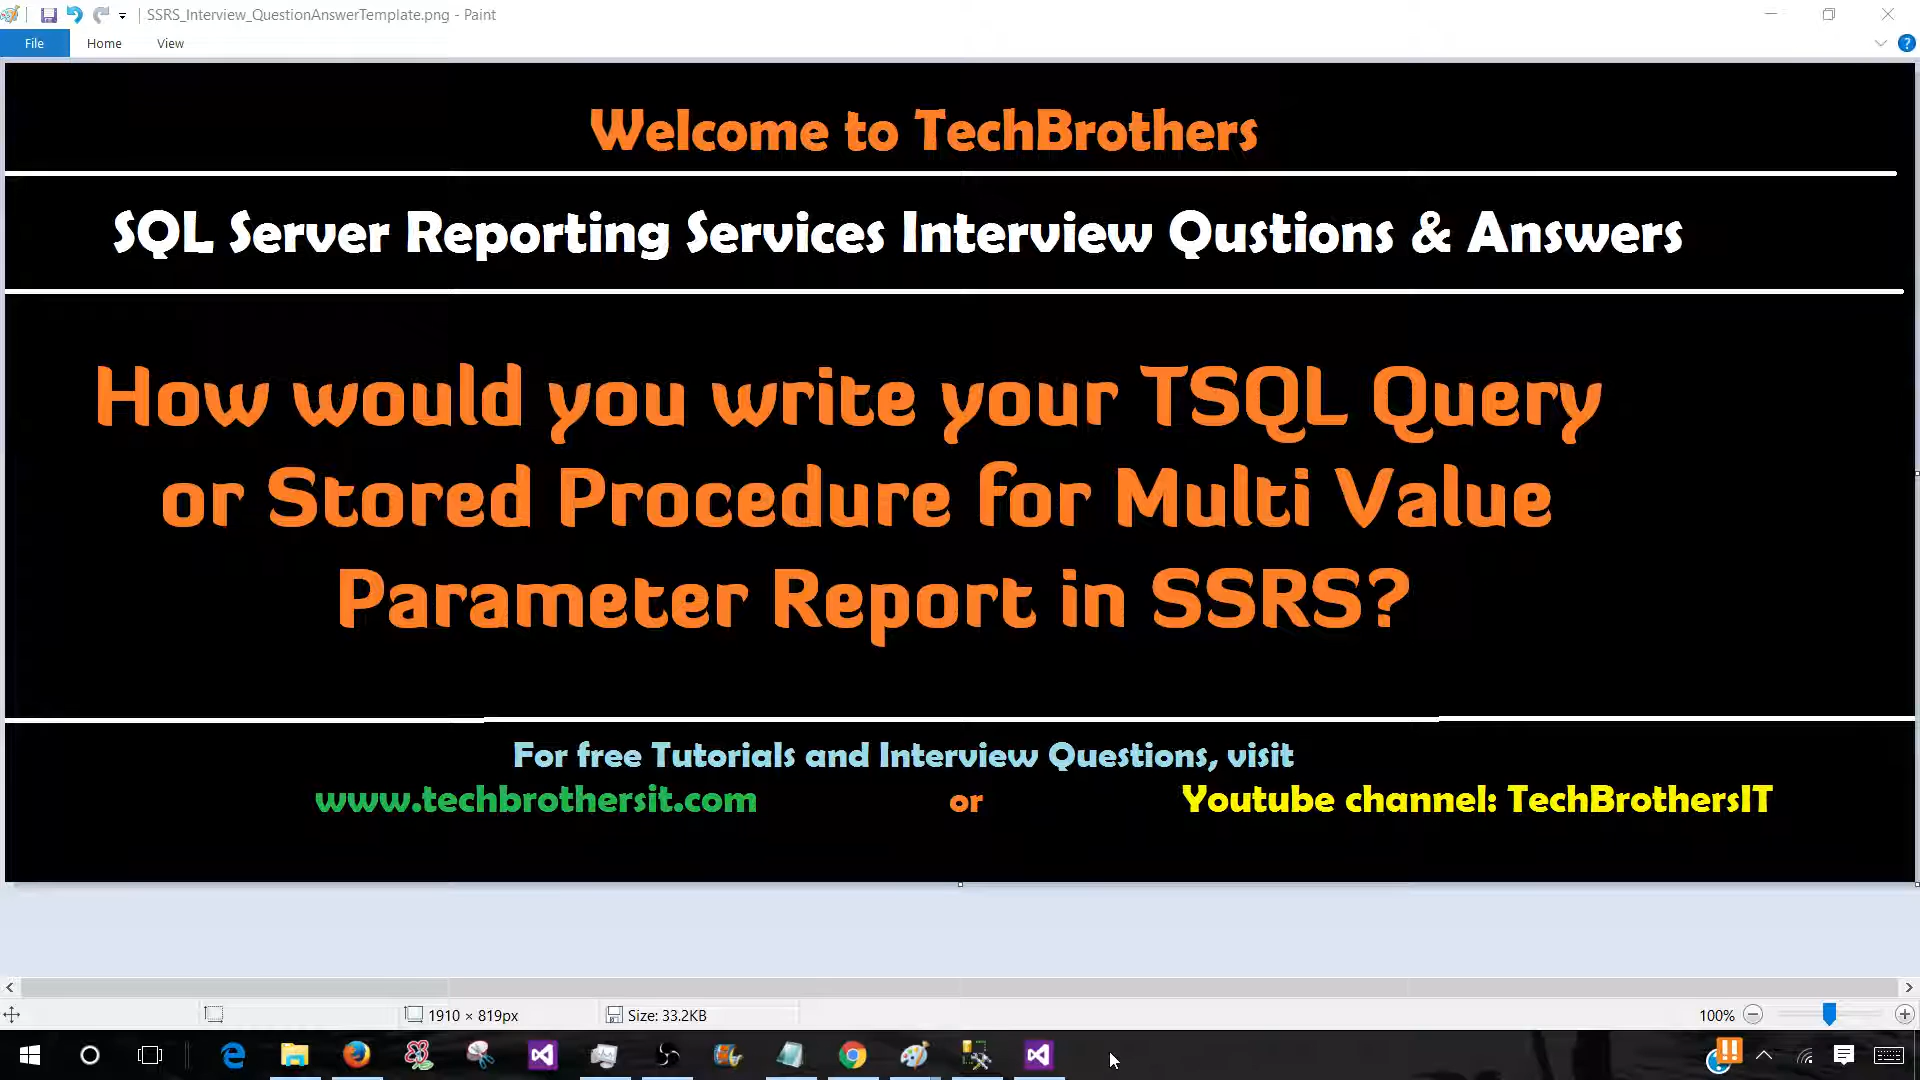 SSRS_Interview_QuestionAnswerTemplate.png - Paint
File Home View
Welcome to TechBrothers
SQL Server Reporting Services Interview Qustions & Answers
How would you write your TSQL Query
or Stored Procedure for Multi Value
Parameter Report in SSRS?
For free Tutorials and Interview Questions, visit
www.techbrothersit.com or Youtube channel: TechBrothersIT
1910 × 819px Size: 33.2KB 100%